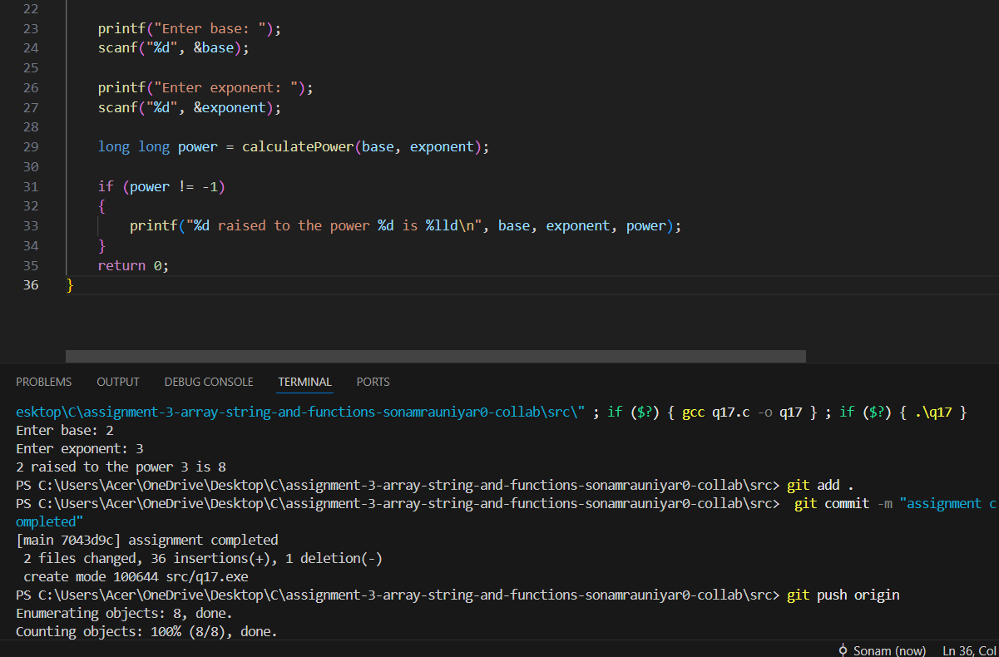 22
23 printf("Enter base: ");
24 scanf("%d", &base);
25
26 printf("Enter exponent: ");
27 scanf("%d", &exponent);
28
29 long long power = calculatePower(base, exponent);
30
31 if (power != -1)
32 {
33 printf("%d raised to the power %d is %lld\n", base, exponent, power);
34 }
35 return 0;
36 }
PROBLEMS OUTPUT DEBUG CONSOLE TERMINAL PORTS
esktop\C\assignment-3-array-string-and-functions-sonamrauniyar0-collab\src\" ; if ($?) { gcc q17.c -o q17 } ; if ($?) { .\q17 }
Enter base: 2
Enter exponent: 3
2 raised to the power 3 is 8
PS C:\Users\Acer\OneDrive\Desktop\C\assignment-3-array-string-and-functions-sonamrauniyar0-collab\src> git add .
PS C:\Users\Acer\OneDrive\Desktop\C\assignment-3-array-string-and-functions-sonamrauniyar0-collab\src>  git commit -m "assignment c
ompleted"
[main 7043d9c] assignment completed
 2 files changed, 36 insertions(+), 1 deletion(-)
 create mode 100644 src/q17.exe
PS C:\Users\Acer\OneDrive\Desktop\C\assignment-3-array-string-and-functions-sonamrauniyar0-collab\src> git push origin
Enumerating objects: 8, done.
Counting objects: 100% (8/8), done.
Sonam (now) Ln 36, Col